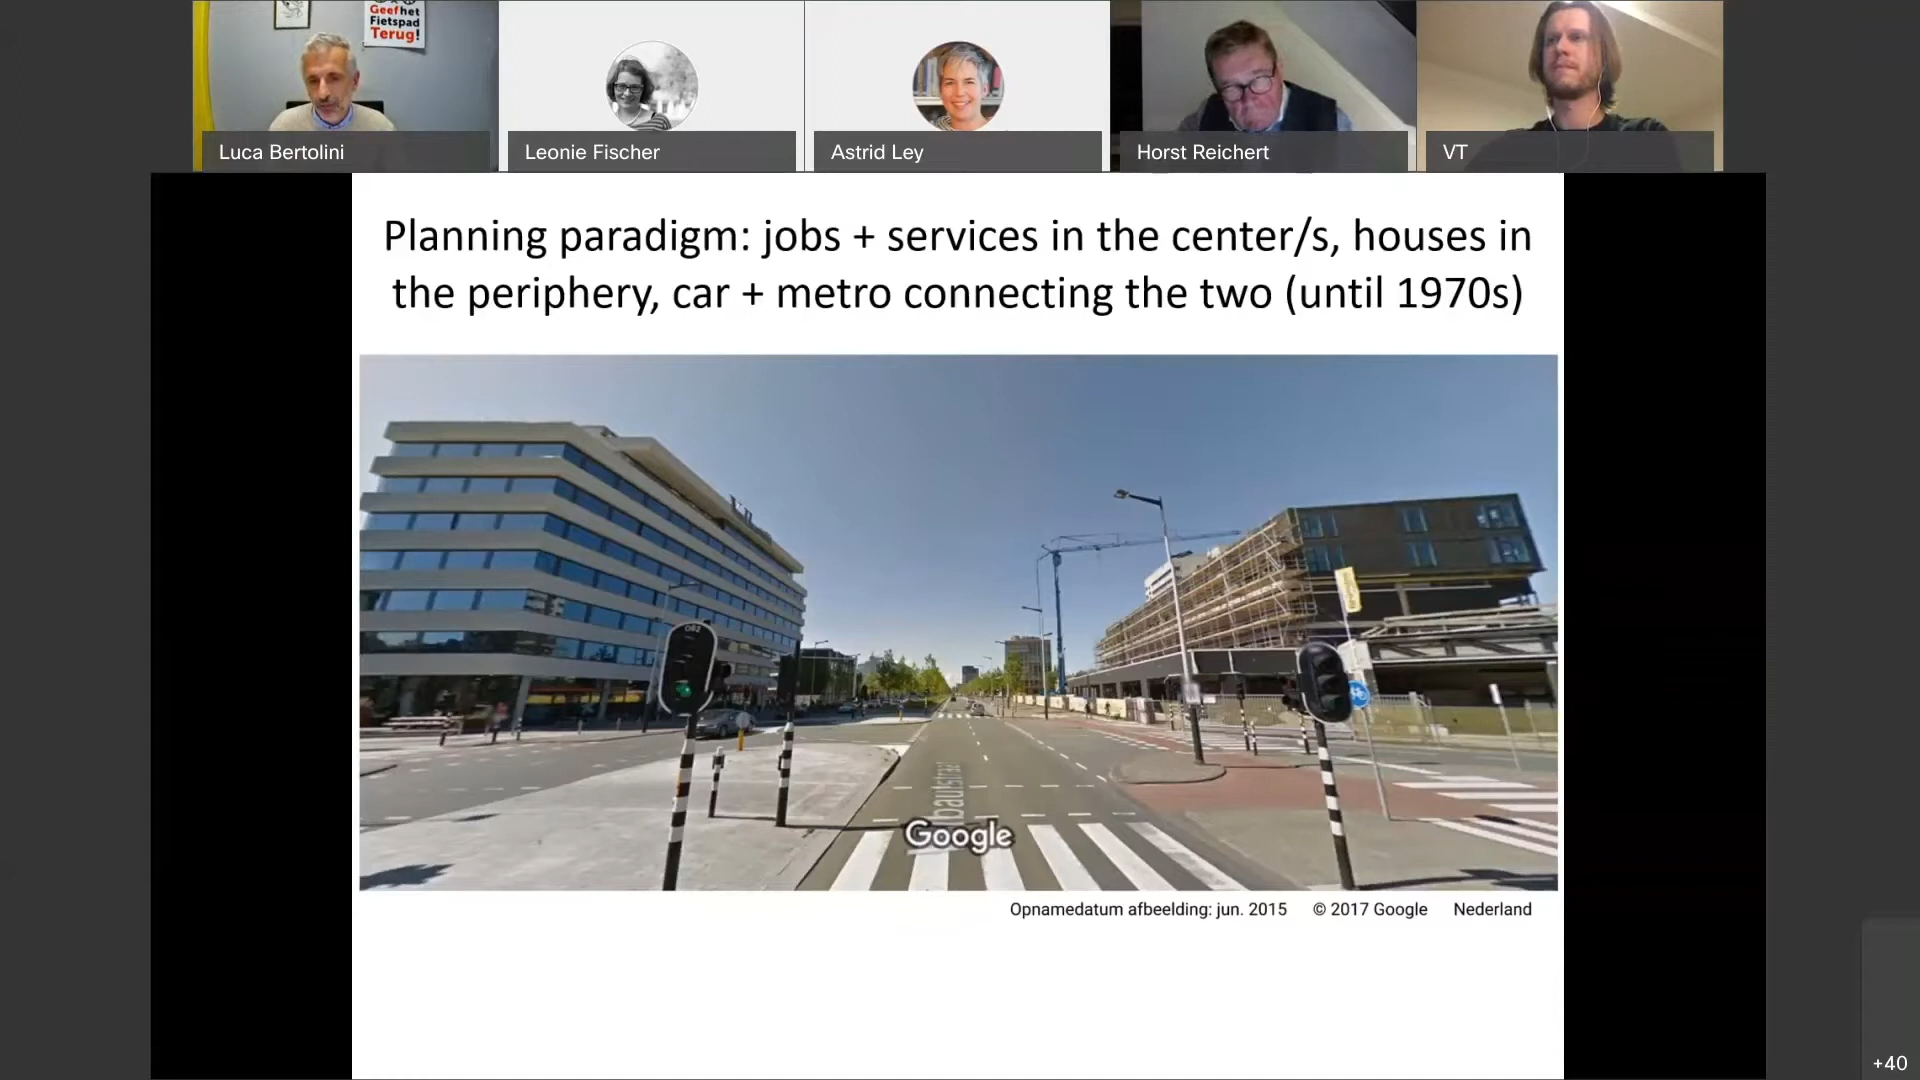 Geef het
Fietspad
Terug!
Luca Bertolini
Leonie Fischer
Astrid Ley
Horst Reichert
VT
Planning paradigm: jobs + services in the center/s, houses in
the periphery, car + metro connecting the two (until 1970s)
Google
Opnamedatum afbeelding: jun. 2015 © 2017 Google Nederland
+40